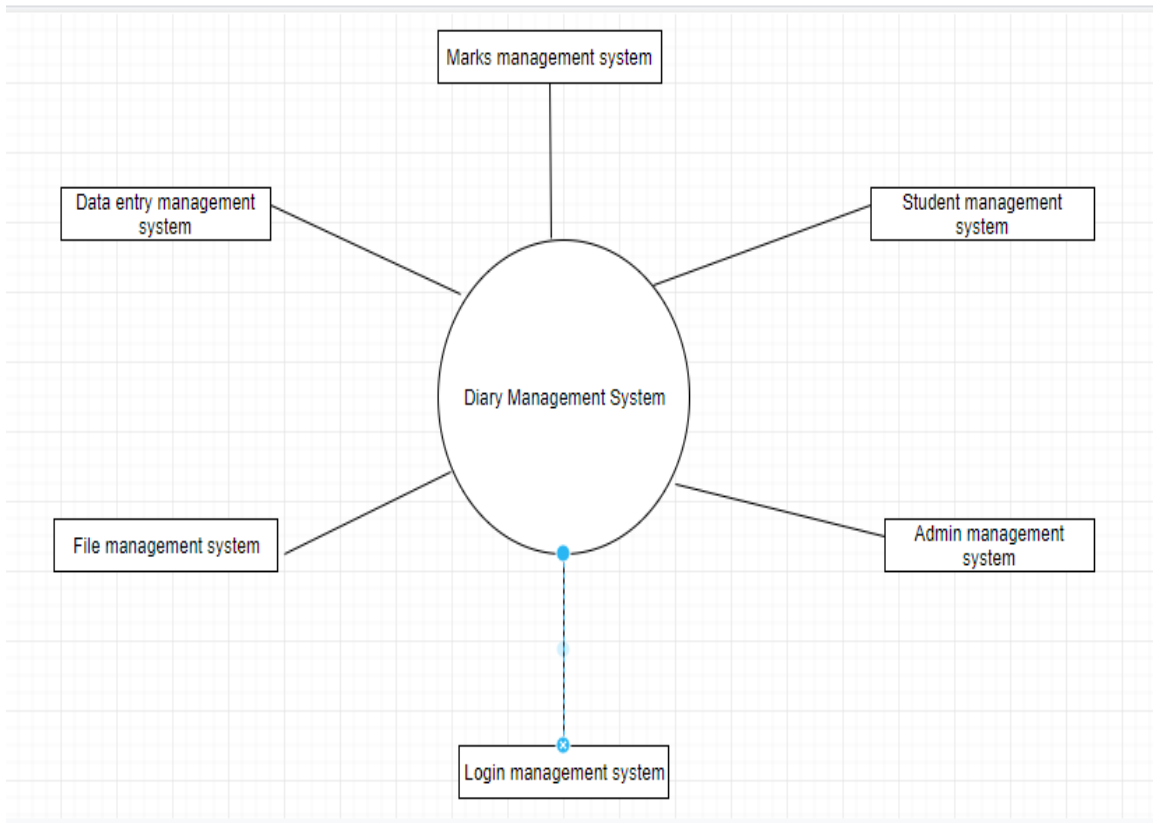 Marks management system
Data entry management
system
Student management
system
Diary Management System
File management system
Admin management
system
Login management system